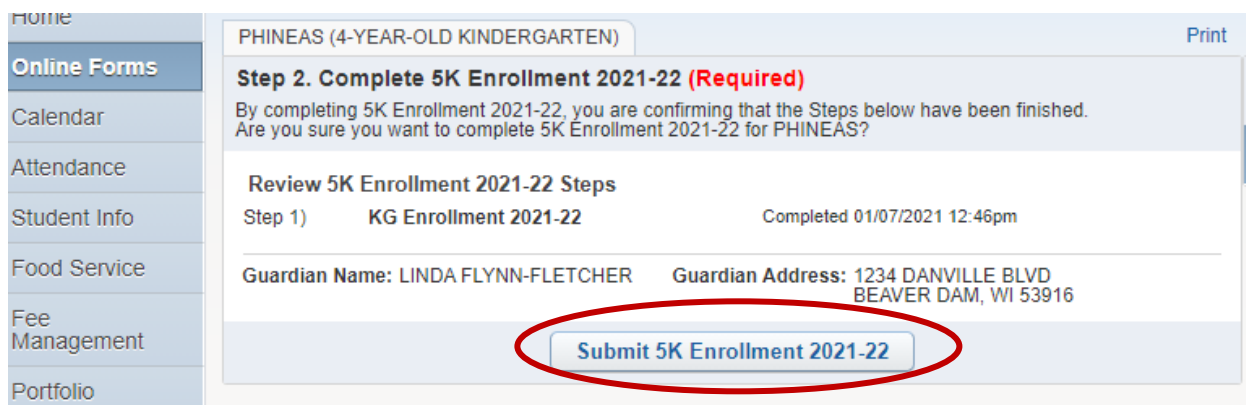 Home
Online Forms
Calendar
Attendance
Student Info
Food Service
Fee
Management
Portfolio
PHINEAS (4-YEAR-OLD KINDERGARTEN)
Print
Step 2. Complete 5K Enrollment 2021-22 (Required)
By completing 5K Enrollment 2021-22, you are confirming that the Steps below have been finished.
Are you sure you want to complete 5K Enrollment 2021-22 for PHINEAS?
Review 5K Enrollment 2021-22 Steps
Step 1) KG Enrollment 2021-22 Completed 01/07/2021 12:46pm
Guardian Name: LINDA FLYNN-FLETCHER Guardian Address: 1234 DANVILLE BLVD
BEAVER DAM, WI 53916
Submit 5K Enrollment 2021-22